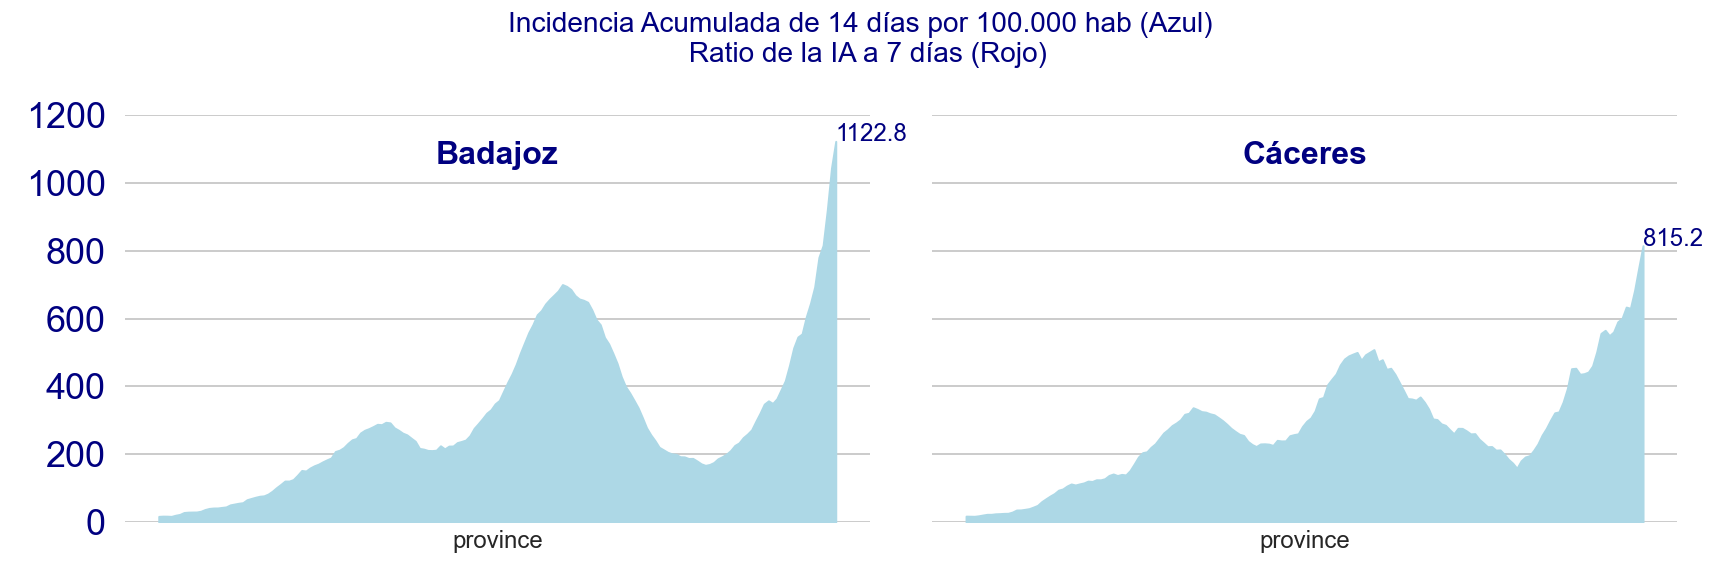 Incidencia Acumulada de 14 días por 100.000 hab (Azul)
Ratio de la IA a 7 días (Rojo)
1200
1000
800
600
400
200
0
Badajoz
1122.8
province
Cáceres
815.2
province